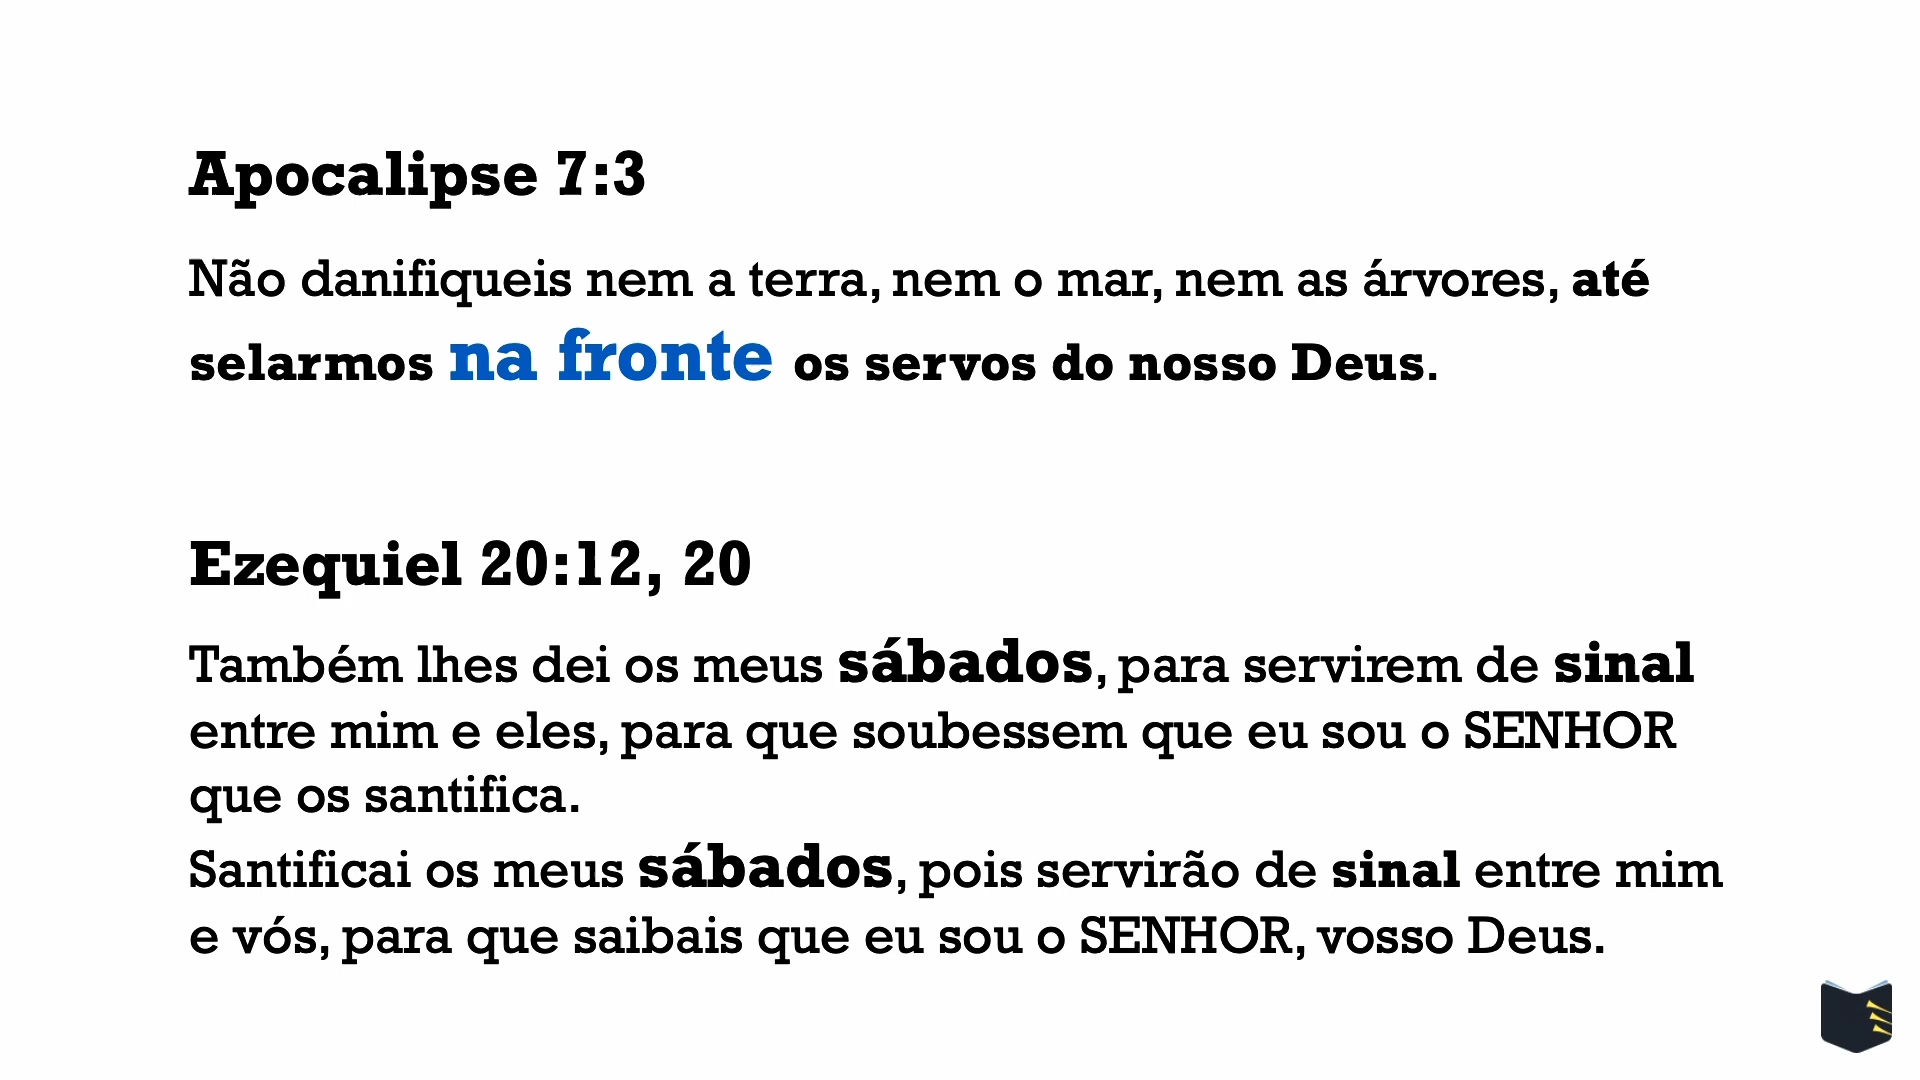 Apocalipse 7:3
Não danifiqueis nem a terra, nem o mar, nem as árvores, até
selarmos na fronte os servos do nosso Deus.
Ezequiel 20:12, 20
Também lhes dei os meus sábados, para servirem de sinal
entre mim e eles, para que soubessem que eu sou o SENHOR
que os santifica.
Santificai os meus sábados, pois servirão de sinal entre mim
e vós, para que saibais que eu sou o SENHOR, vosso Deus.